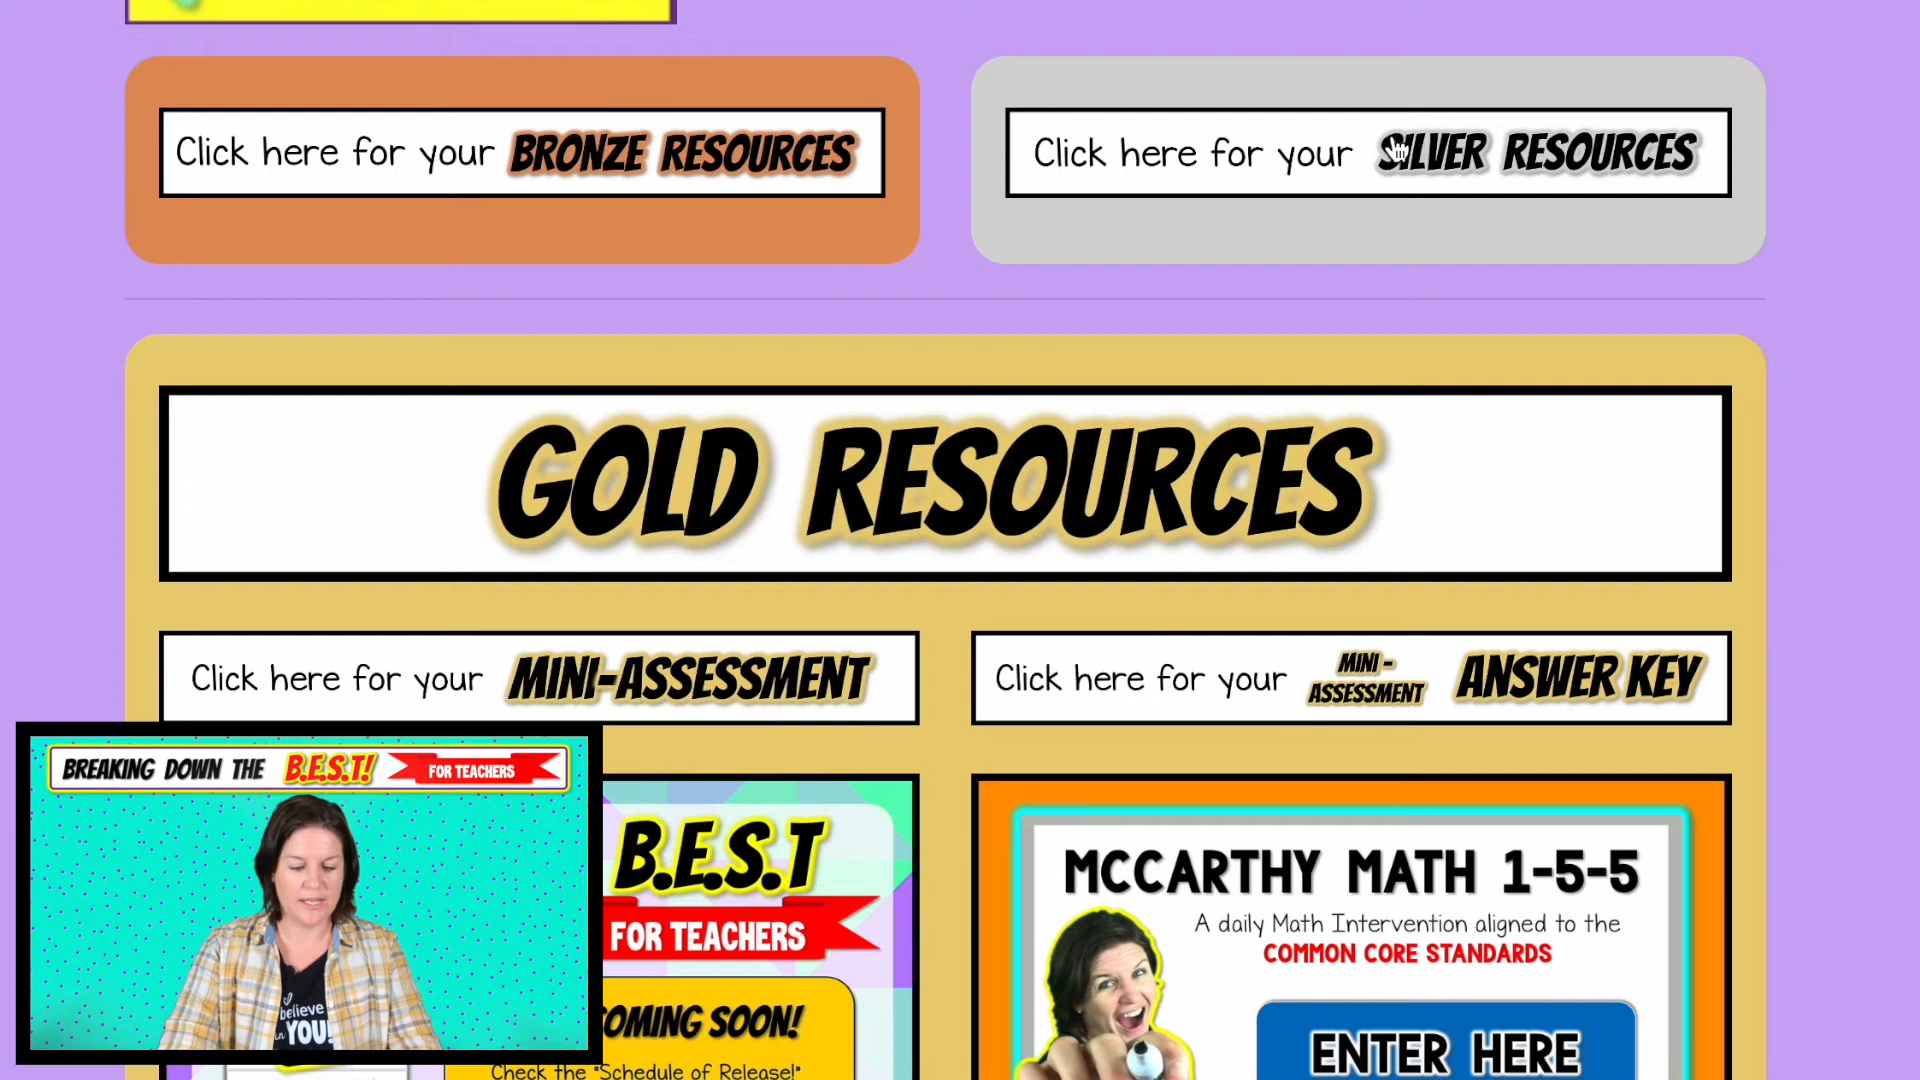 Click here for your BRONZE RESOURCES
Click here for your SILVER RESOURCES
GOLD RESOURCES
Click here for your MINI-ASSESSMENT
Click here for your MINI-ASSESSMENT ANSWER KEY
BREAKING DOWN THE B.E.S.T! FOR TEACHERS
believe
in YOU!
B.E.S.T
FOR TEACHERS
COMING SOON!
Check the "Schedule of Release!"
MCCARTHY MATH 1-5-5
A daily Math Intervention aligned to the
COMMON CORE STANDARDS
ENTER HERE